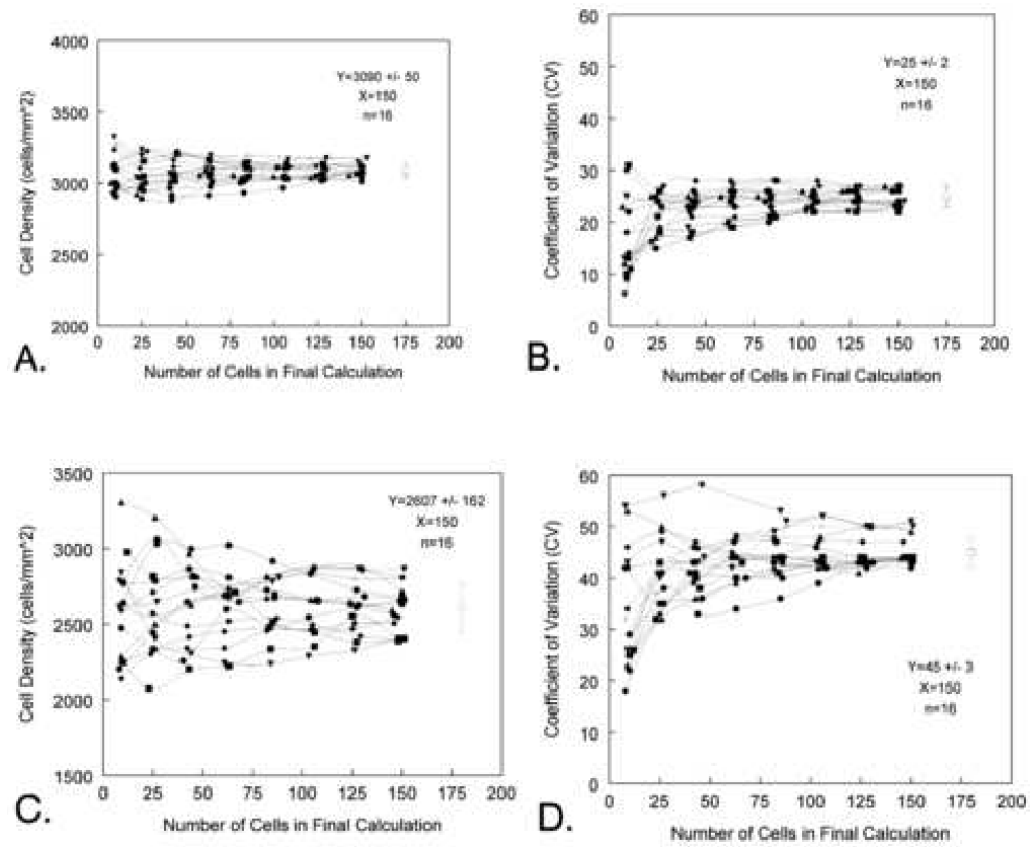 4000
3500
3000
2500
2000
Cell Density (cells/mm^2)
Y=3090 +/- 50
X=150
n=16
0 25 50 75 100 125 150 175 200
Number of Cells in Final Calculation
A.
60
50
40
30
20
10
0
Coefficient of Variation (CV)
Y=25 +/- 2
X=150
n=16
0 25 50 75 100 125 150 175 200
Number of Cells in Final Calculation
B.
3500
3000
2500
2000
1500
Cell Density (cells/mm^2)
Y=2607 +/- 162
X=150
n=16
0 25 50 75 100 125 150 175 200
Number of Cells in Final Calculation
C.
60
50
40
30
20
10
0
Coefficient of Variation (CV)
Y=45 +/- 3
X=150
n=16
0 25 50 75 100 125 150 175 200
Number of Cells in Final Calculation
D.